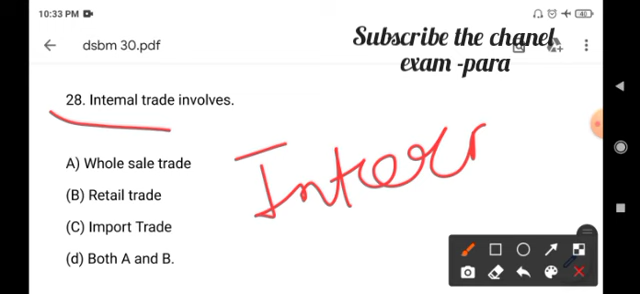 10:33 PM
40
dsbm 30.pdf
Subscribe the chanel
exam -para
28. Intemal trade involves.
A) Whole sale trade
(B) Retail trade
(C) Import Trade
(d) Both A and B.
Inter